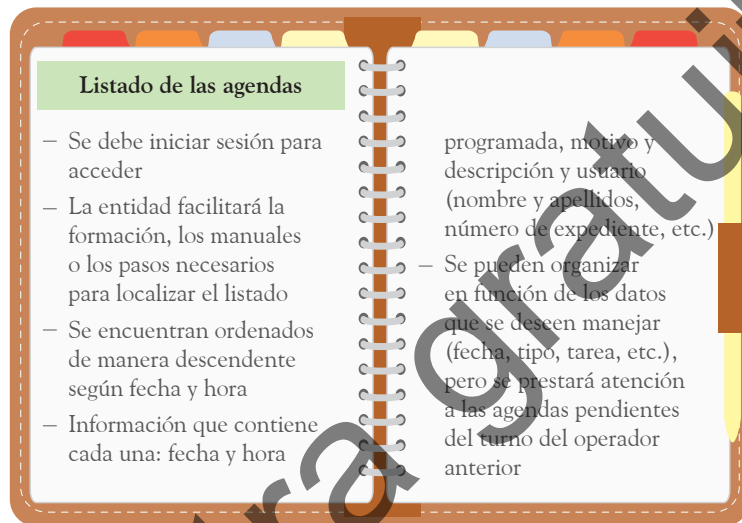 Listado de las agendas
— Se debe iniciar sesión para
acceder
— La entidad facilitará la
formación, los manuales
o los pasos necesarios
para localizar el listado
— Se encuentran ordenados
de manera descendente
según fecha y hora
— Información que contiene
cada una: fecha y hora
programada, motivo y
descripción y usuario
(nombre y apellidos,
número de expediente, etc.)
— Se pueden organizar
en función de los datos
que se deseen manejar
(fecha, tipo, tarea, etc.),
pero se prestará atención
a las agendas pendientes
del turno del operador
anterior